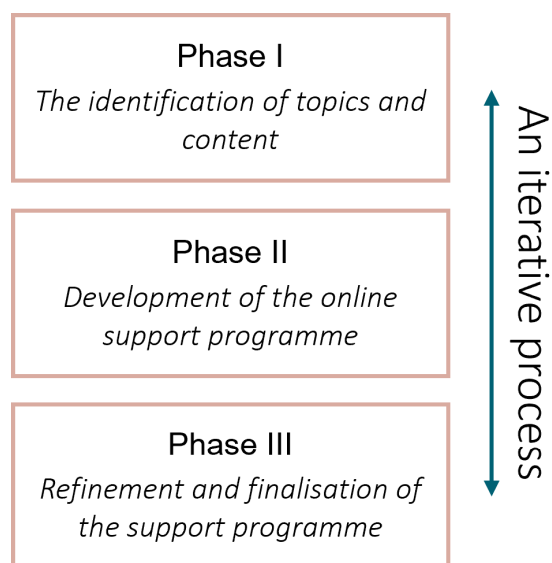 Phase I
The identification of topics and
content
Phase II
Development of the online
support programme
Phase III
Refinement and finalisation of
the support programme
An iterative process